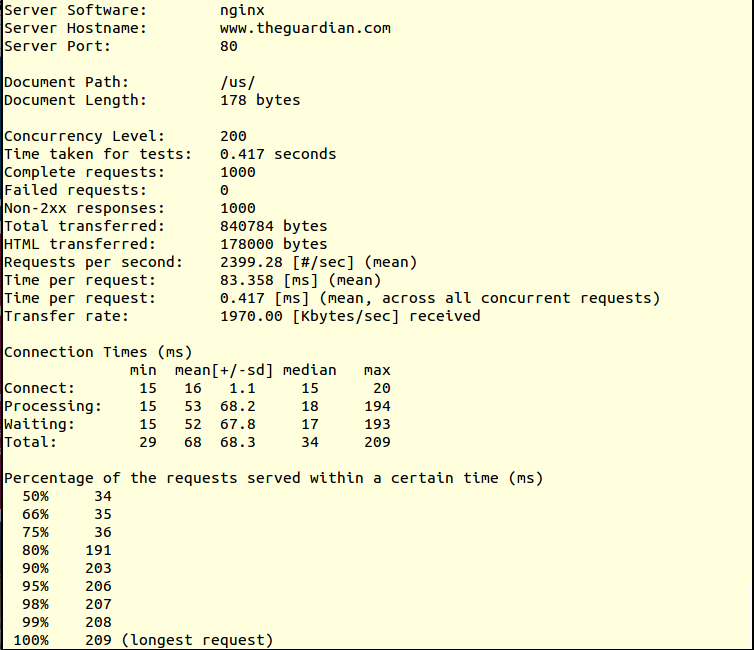 Server Software:        nginx
Server Hostname:        www.theguardian.com
Server Port:            80

Document Path:          /us/
Document Length:        178 bytes

Concurrency Level:      200
Time taken for tests:   0.417 seconds
Complete requests:      1000
Failed requests:        0
Non-2xx responses:      1000
Total transferred:      840784 bytes
HTML transferred:       178000 bytes
Requests per second:    2399.28 [#/sec] (mean)
Time per request:       83.358 [ms] (mean)
Time per request:       0.417 [ms] (mean, across all concurrent requests)
Transfer rate:          1970.00 [Kbytes/sec] received

Connection Times (ms)
              min  mean[+/-sd] median   max
Connect:       15   16   1.1     15      20
Processing:    15   53  68.2     18     194
Waiting:       15   52  67.8     17     193
Total:         29   68  68.3     34     209

Percentage of the requests served within a certain time (ms)
  50%     34
  66%     35
  75%     36
  80%    191
  90%    203
  95%    206
  98%    207
  99%    208
 100%    209 (longest request)